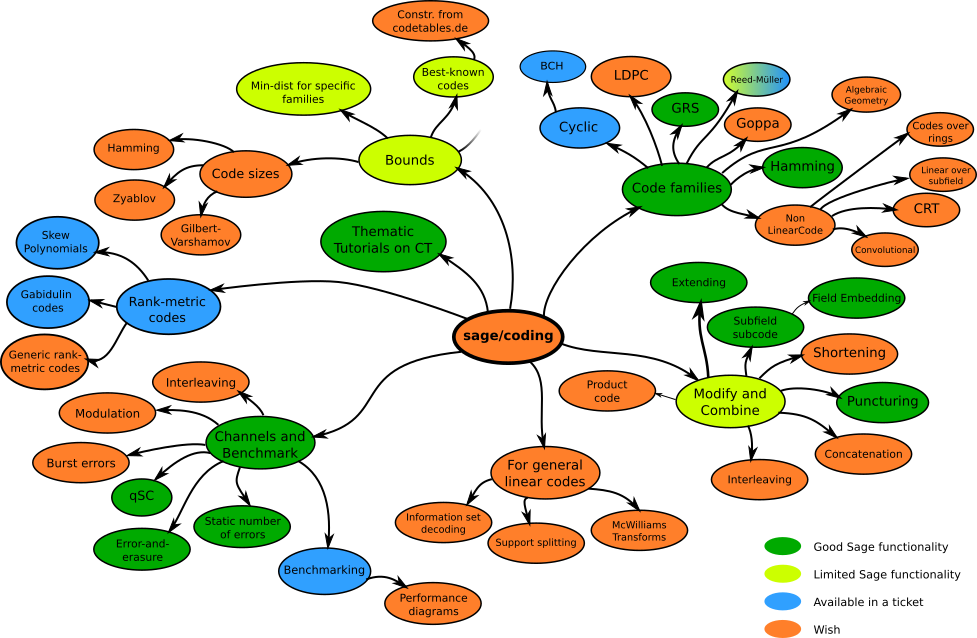 Constr. from
codetables.de
Min-dist for specific
families
Best-known
codes
Bounds
Code sizes
Hamming
Zyablov
Gilbert-
Varshamov
BCH
LDPC
Reed-Müller
GRS
Algebraic
Geometry
Cyclic
Goppa
Codes over
rings
Hamming
Linear over
subfield
Code families
CRT
Non
LinearCode
Convolutional
Thematic
Tutorials on CT
Skew
Polynomials
Gabidulin
codes
Rank-metric
codes
Generic rank-
metric codes
sage/coding
Extending
Field Embedding
Subfield
subcode
Shortening
Product
code
Modify and
Combine
Puncturing
Concatenation
Interleaving
Interleaving
Modulation
Channels and
Benchmark
Burst errors
qSC
Static number
of errors
Error-and-
erasure
Benchmarking
Performance
diagrams
For general
linear codes
Information set
decoding
Support splitting
McWilliams
Transforms
Good Sage functionality
Limited Sage functionality
Available in a ticket
Wish